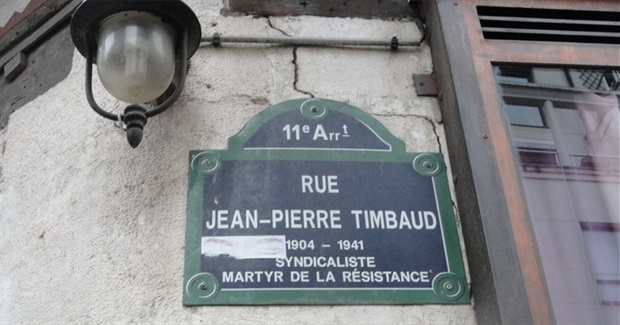 11e Arrt
RUE
JEAN-PIERRE TIMBAUD
1904 - 1941
SYNDICALISTE
MARTYR DE LA RÉSISTANCE